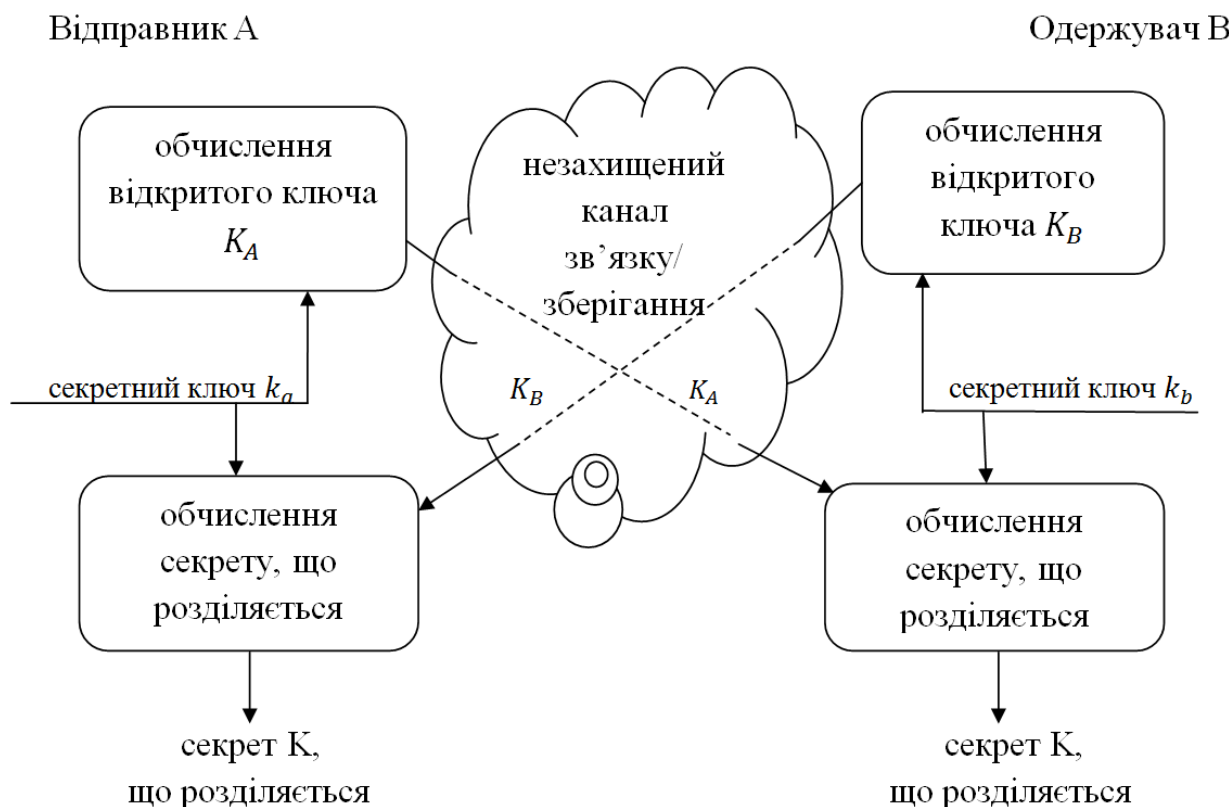 Відправник А
Одержувач В
обчислення
відкритого ключа
K_A
незахищений
канал
зв’язку/
зберігання
обчислення
відкритого
ключа K_B
секретний ключ k_a
K_B
K_A
секретний ключ k_b
обчислення
секрету, що
розділяється
обчислення
секрету, що
розділяється
секрет К,
що розділяється
секрет К,
що розділяється